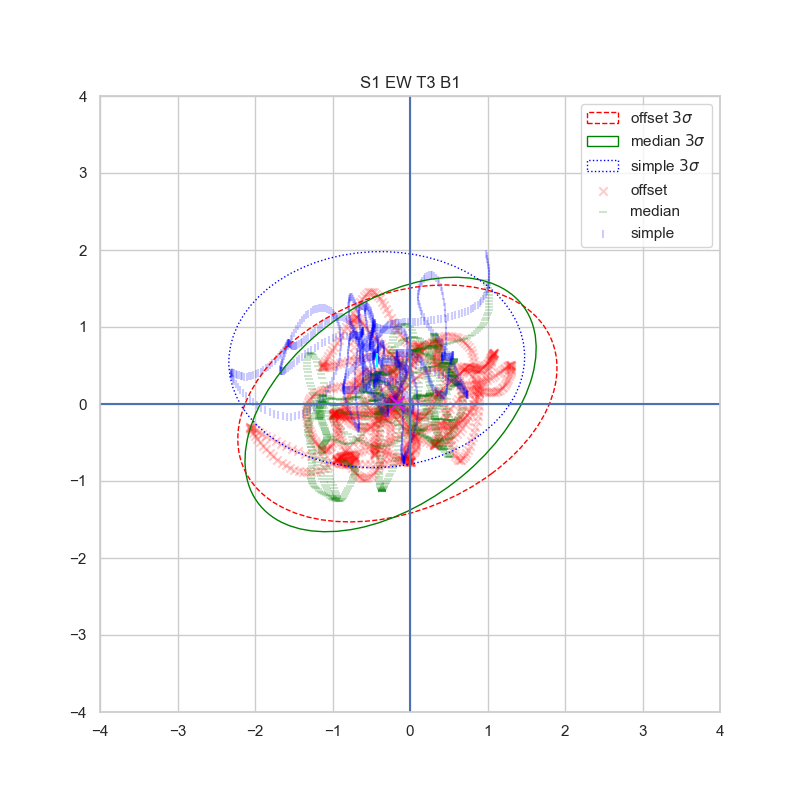 S1 EW T3 B1
4
3
2
1
0
−1
−2
−3
−4
−4
−3
−2
−1
0
1
2
3
4
offset 3σ
median 3σ
simple 3σ
offset
median
simple